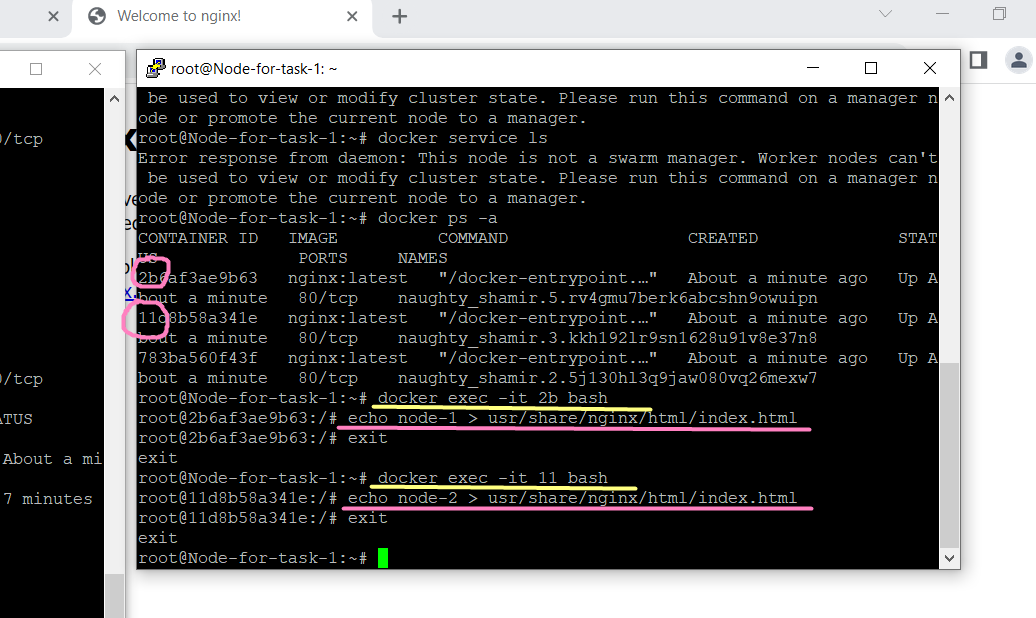 Welcome to nginx!
root@Node-for-task-1: ~
be used to view or modify cluster state. Please run this command on a manager n
ode or promote the current node to a manager.
root@Node-for-task-1:~# docker service ls
Error response from daemon: This node is not a swarm manager. Worker nodes can't
be used to view or modify cluster state. Please run this command on a manager n
ode or promote the current node to a manager.
root@Node-for-task-1:~# docker ps -a
CONTAINER ID IMAGE COMMAND CREATED STAT
US PORTS NAMES
2b6af3ae9b63 nginx:latest "/docker-entrypoint.…" About a minute ago Up A
bout a minute 80/tcp naughty_shamir.5.rv4gmu7berk6abcshn9owuipn
11d8b58a341e nginx:latest "/docker-entrypoint.…" About a minute ago Up A
bout a minute 80/tcp naughty_shamir.3.kkh192lr9sn1628u91v8e37n8
783ba560f43f nginx:latest "/docker-entrypoint.…" About a minute ago Up A
bout a minute 80/tcp naughty_shamir.2.5j130hl3q9jaw080vq26mexw7
root@Node-for-task-1:~# docker exec -it 2b bash
root@2b6af3ae9b63:/# echo node-1 > usr/share/nginx/html/index.html
root@2b6af3ae9b63:/# exit
exit
root@Node-for-task-1:~# docker exec -it 11 bash
root@11d8b58a341e:/# echo node-2 > usr/share/nginx/html/index.html
root@11d8b58a341e:/# exit
exit
root@Node-for-task-1:~#
0/tcp
0/tcp
ATUS
About a mi
7 minutes